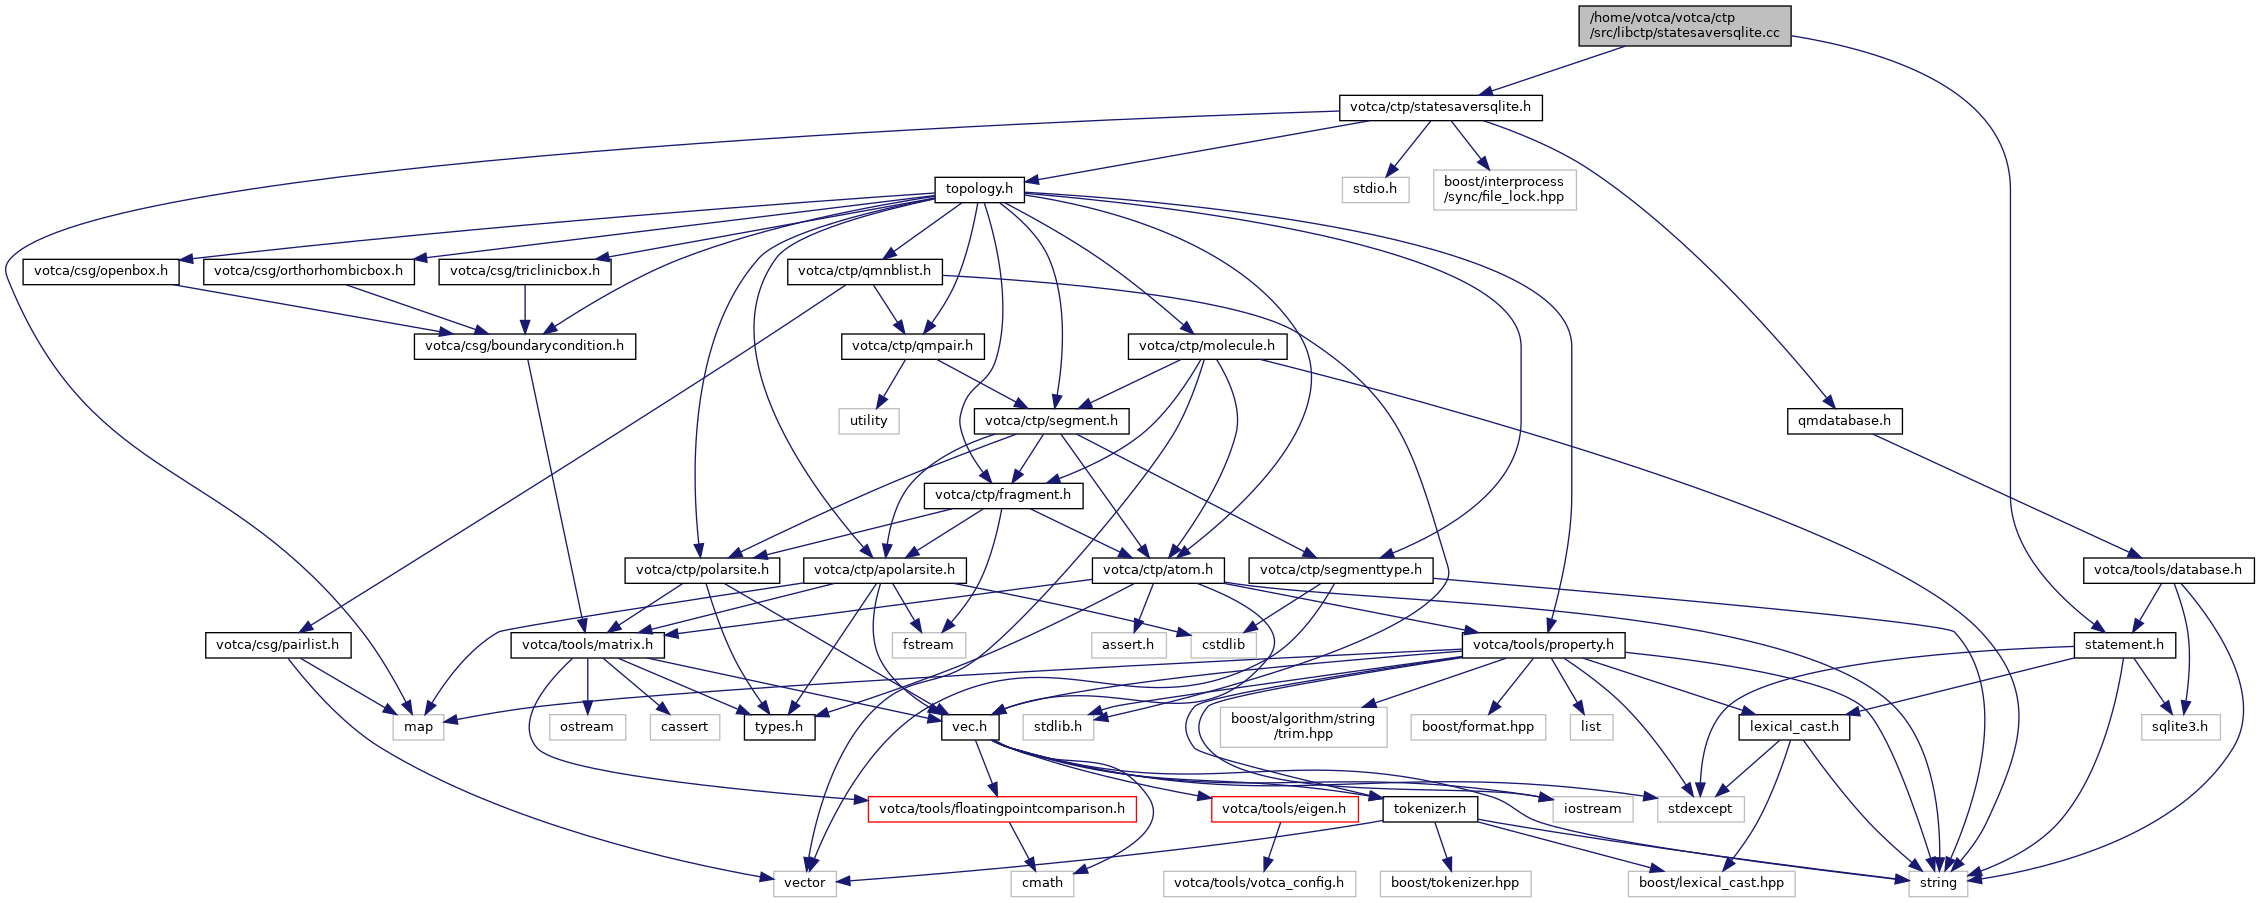 /home/votca/votca/ctp
/src/libctp/statesaversqlite.cc
votca/ctp/statesaversqlite.h
topology.h
stdio.h
boost/interprocess
/sync/file_lock.hpp
votca/csg/openbox.h
votca/csg/orthorhombicbox.h
votca/csg/triclinicbox.h
votca/ctp/qmnblist.h
votca/csg/boundarycondition.h
votca/ctp/qmpair.h
votca/ctp/molecule.h
utility
votca/ctp/segment.h
qmdatabase.h
votca/ctp/fragment.h
votca/ctp/polarsite.h
votca/ctp/apolarsite.h
votca/ctp/atom.h
votca/ctp/segmenttype.h
votca/tools/database.h
votca/csg/pairlist.h
votca/tools/matrix.h
fstream
assert.h
cstdlib
votca/tools/property.h
statement.h
map
ostream
cassert
types.h
vec.h
stdlib.h
boost/algorithm/string
/trim.hpp
boost/format.hpp
list
lexical_cast.h
sqlite3.h
votca/tools/floatingpointcomparison.h
votca/tools/eigen.h
tokenizer.h
iostream
stdexcept
vector
cmath
votca/tools/votca_config.h
boost/tokenizer.hpp
boost/lexical_cast.hpp
string